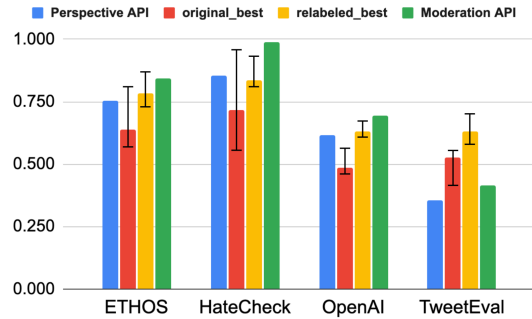 Perspective API original_best relabeled_best Moderation API
1.000
0.750
0.500
0.250
0.000
ETHOS HateCheck OpenAI TweetEval